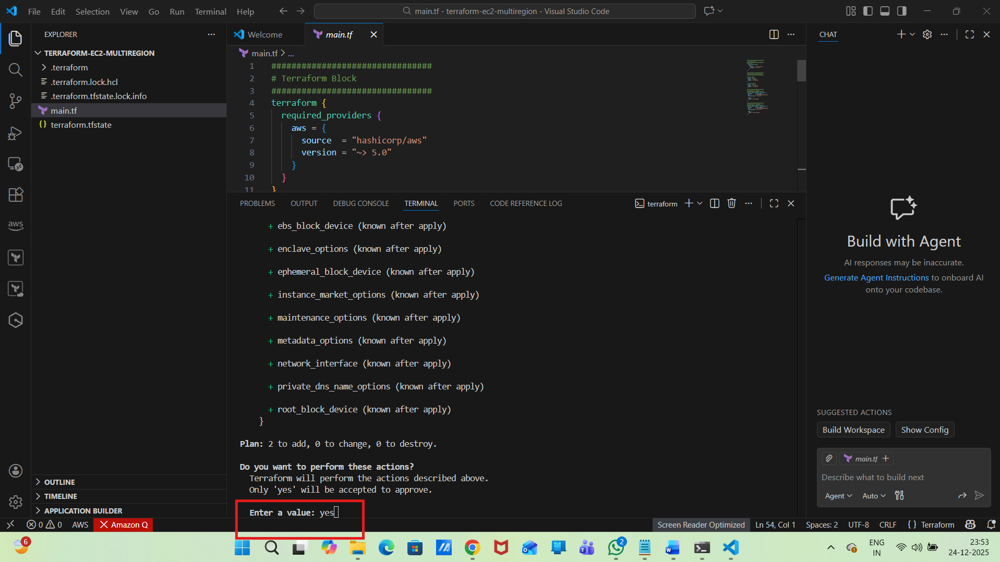 File Edit Selection View Go Run Terminal Help
main.tf - terraform-ec2-multiregion - Visual Studio Code
EXPLORER
TERRAFORM-EC2-MULTIREGION
.terraform
.terraform.lock.hcl
.terraform.tfstate.lock.info
main.tf
{} terraform.tfstate
OUTLINE
TIMELINE
APPLICATION BUILDER
aws
Welcome
main.tf
main.tf > ...
1 ################################
2 # Terraform Block
3 ################################
4 terraform {
5 required_providers {
6 aws = {
7 source = "hashicorp/aws"
8 version = "~> 5.0"
9 }
10 }
11 }
PROBLEMS OUTPUT DEBUG CONSOLE TERMINAL PORTS CODE REFERENCE LOG
terraform
+ ebs_block_device (known after apply)
+ enclave_options (known after apply)
+ ephemeral_block_device (known after apply)
+ instance_market_options (known after apply)
+ maintenance_options (known after apply)
+ metadata_options (known after apply)
+ network_interface (known after apply)
+ private_dns_name_options (known after apply)
+ root_block_device (known after apply)
}
Plan: 2 to add, 0 to change, 0 to destroy.
Do you want to perform these actions?
Terraform will perform the actions described above.
Only 'yes' will be accepted to approve.
Enter a value: yes
CHAT
Build with Agent
AI responses may be inaccurate.
Generate Agent Instructions to onboard AI
onto your codebase.
SUGGESTED ACTIONS
Build Workspace Show Config
main.tf
Describe what to build next
Agent Auto
0 0 AWS Amazon Q
Screen Reader Optimized Ln 54, Col 1 Spaces: 2 UTF-8 CRLF {} Terraform
6
2
ENG
IN
23:53
24-12-2025